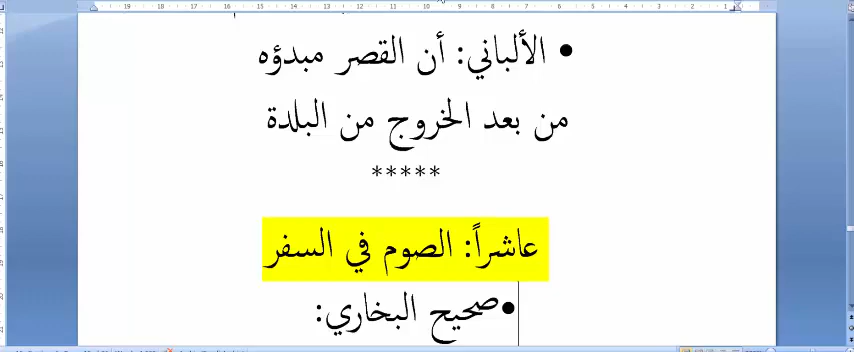 • الألباني: أن القصر مبدؤه
من بعد الخروج من البلدة
*****
عاشراً: الصوم في السفر
• صحيح البخاري: